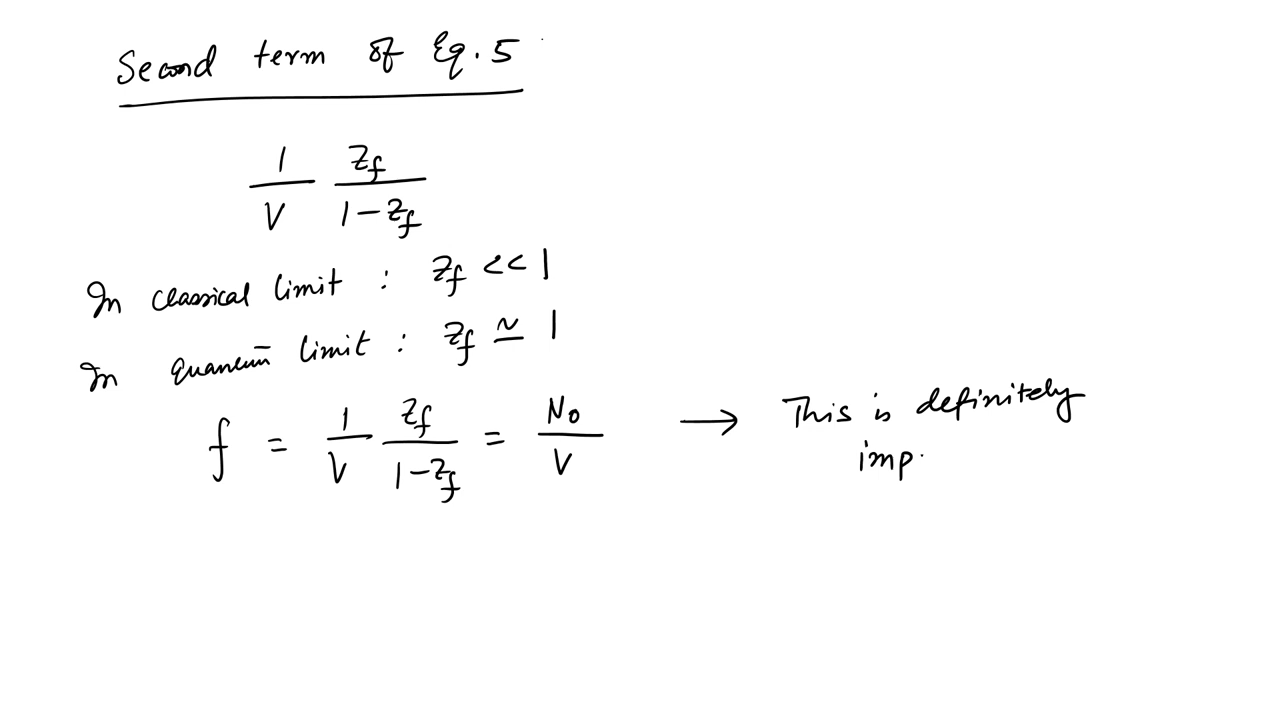 Second term of Eq. 5
1/V z_f/(1-z_f)
In classical limit : z_f << 1
In quantum limit : z_f ≃ 1
f = 1/V z_f/(1-z_f) = N_0/V → This is definitely
imp.